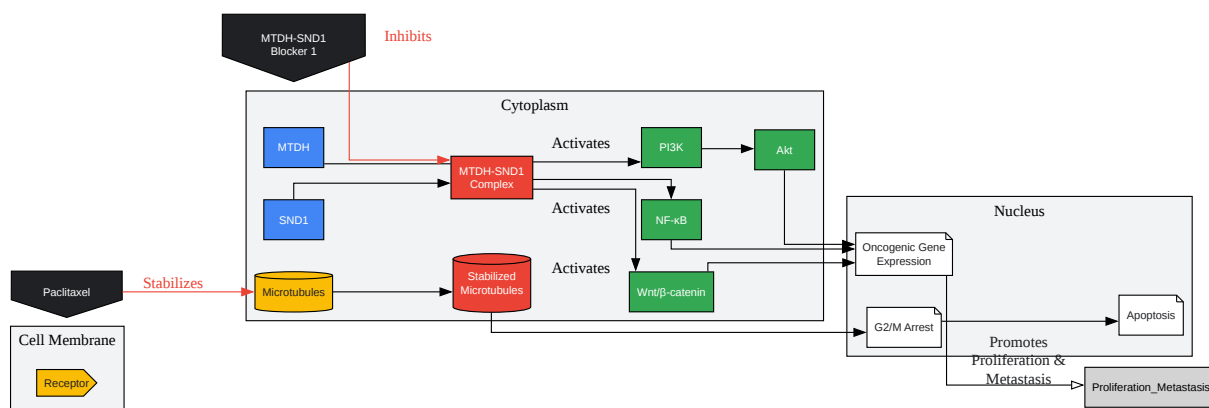 MTDH-SND1
Blocker 1
Inhibits
Cytoplasm
MTDH
Activates
PI3K
Akt
MTDH-SND1
Complex
SND1
Activates
NF-κB
Nucleus
Oncogenic Gene
Expression
Activates
Paclitaxel
Stabilizes
Microtubules
Stabilized
Microtubules
Wnt/β-catenin
G2/M Arrest
Apoptosis
Cell Membrane
Receptor
Promotes
Proliferation &
Metastasis
Proliferation_Metastasis